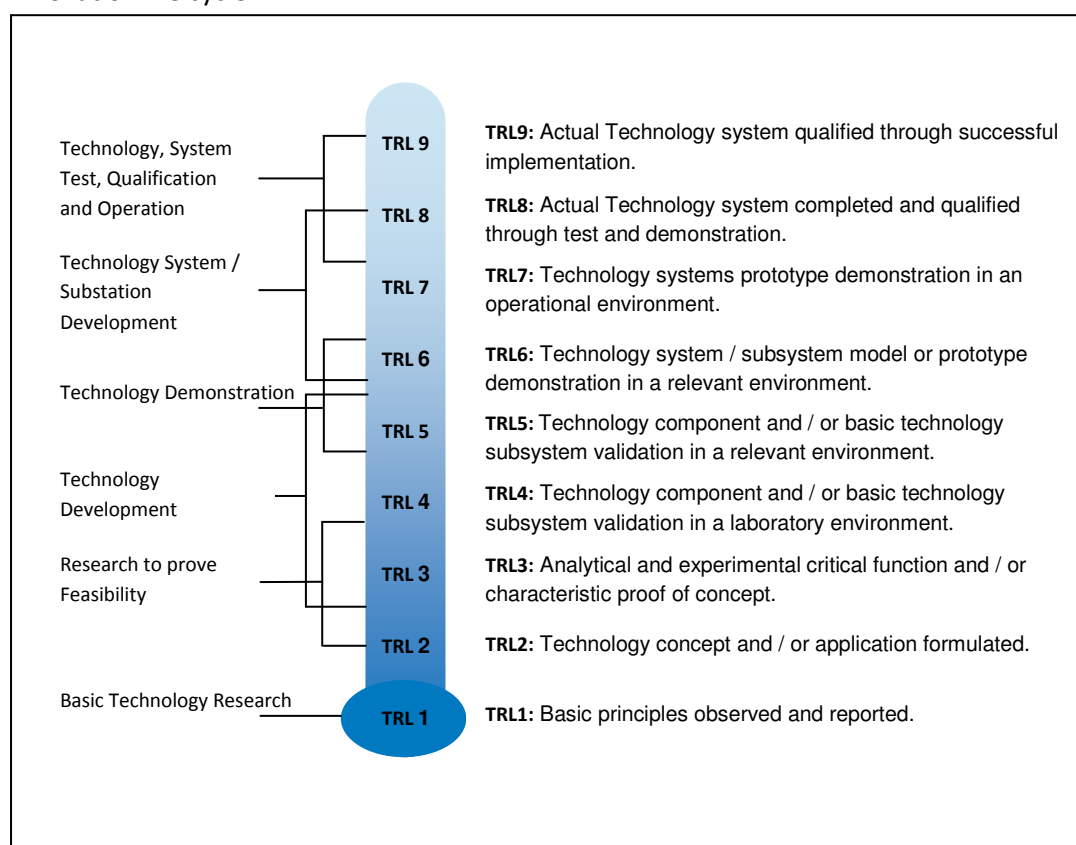 Technology, System
Test, Qualification
and Operation
Technology System /
Substation
Development
Technology Demonstration
Technology
Development
Research to prove
Feasibility
Basic Technology Research
TRL 9
TRL 8
TRL 7
TRL 6
TRL 5
TRL 4
TRL 3
TRL 2
TRL 1
TRL9: Actual Technology system qualified through successful
implementation.
TRL8: Actual Technology system completed and qualified
through test and demonstration.
TRL7: Technology systems prototype demonstration in an
operational environment.
TRL6: Technology system / subsystem model or prototype
demonstration in a relevant environment.
TRL5: Technology component and / or basic technology
subsystem validation in a relevant environment.
TRL4: Technology component and / or basic technology
subsystem validation in a laboratory environment.
TRL3: Analytical and experimental critical function and / or
characteristic proof of concept.
TRL2: Technology concept and / or application formulated.
TRL1: Basic principles observed and reported.